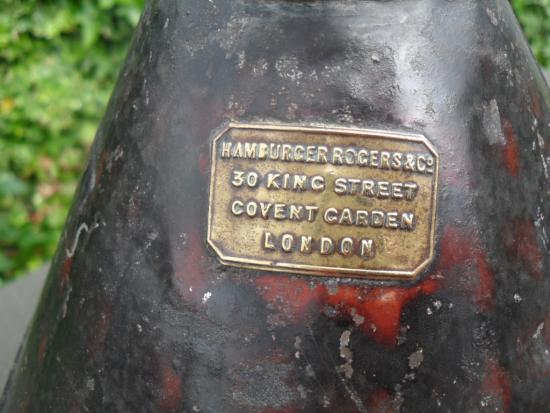 HAMBURGER ROGERS & Co.
30 KING STREET
COVENT GARDEN
LONDON